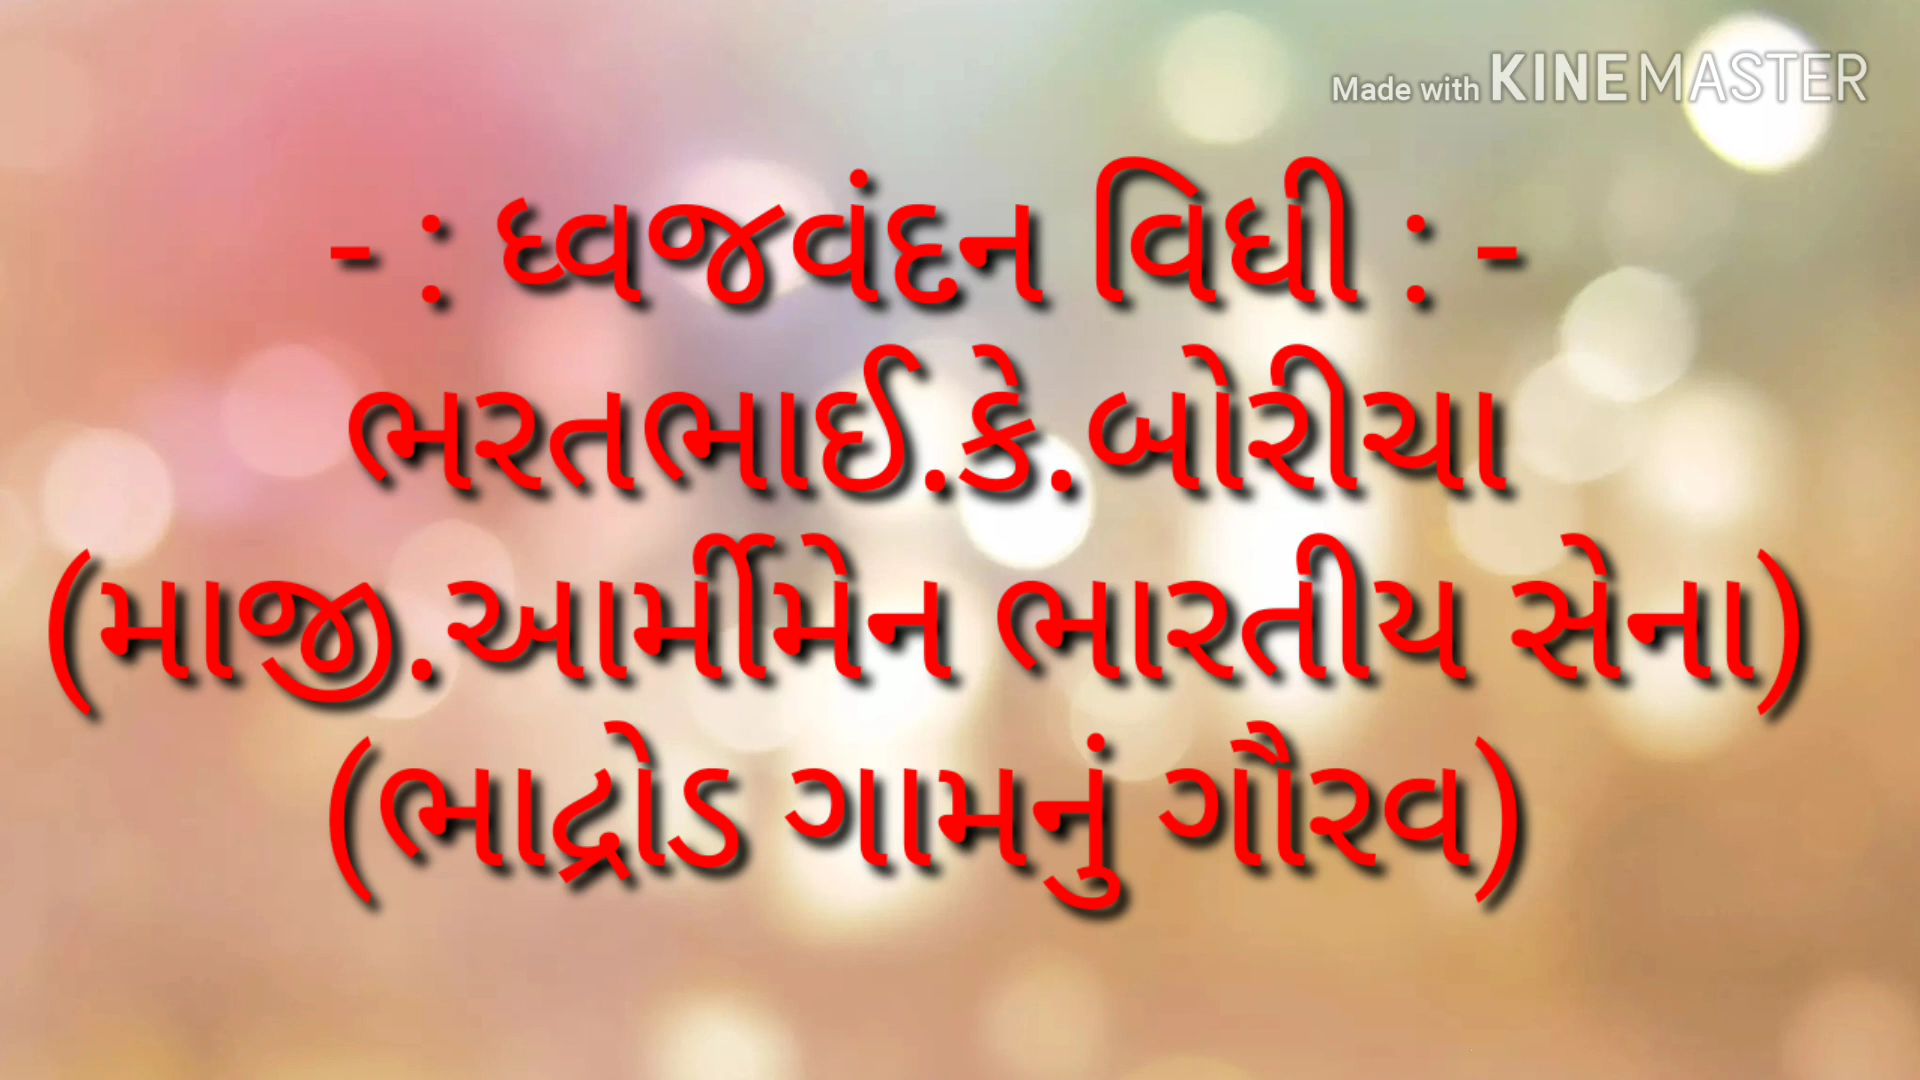 Made with KINEMASTER
- : ધ્વજવંદન વિધી : -
ભરતભાઈ.કે.બોરીચા
(માજી.આર્મીમેન ભારતીય સેના)
(ભાદ્રોડ ગામનું ગૌરવ)